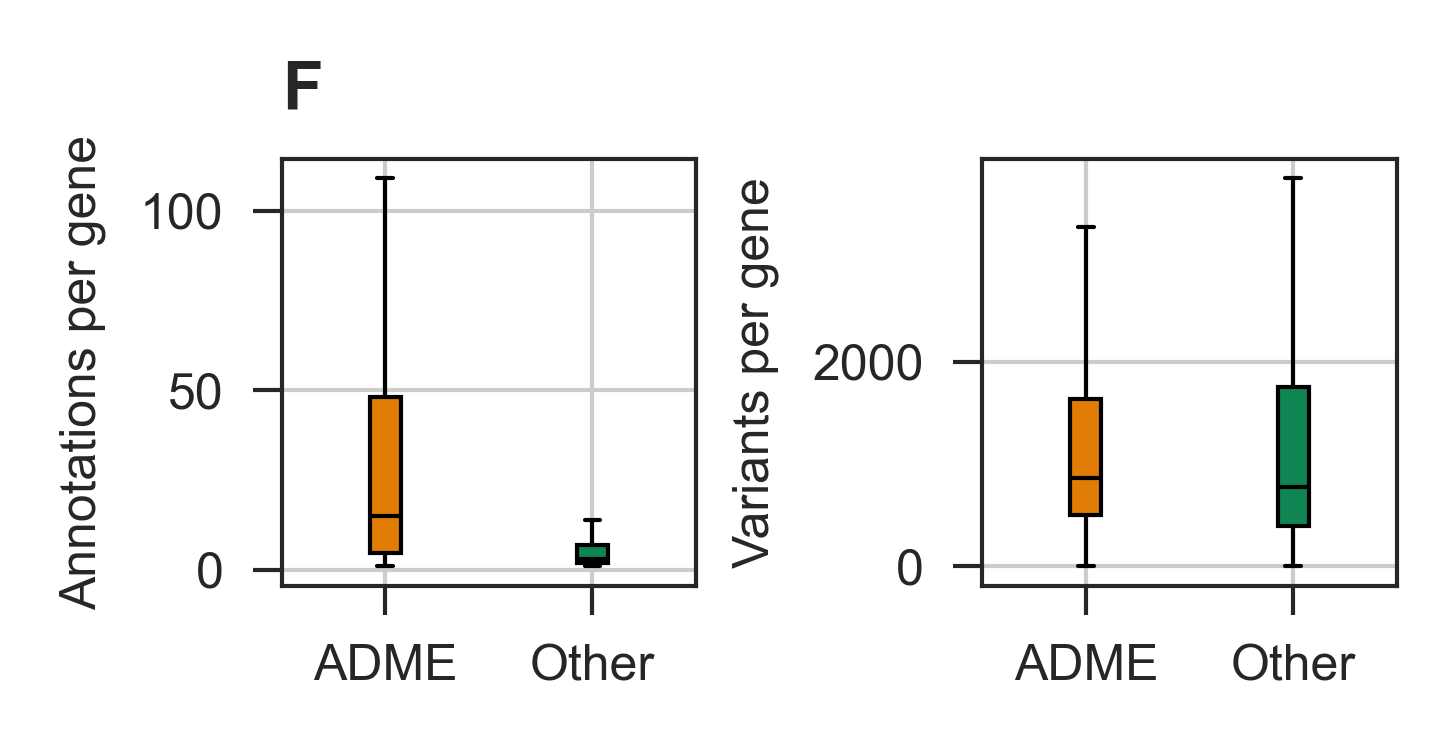 F
Annotations per gene
100
50
0
ADME
Other
Variants per gene
2000
0
ADME
Other